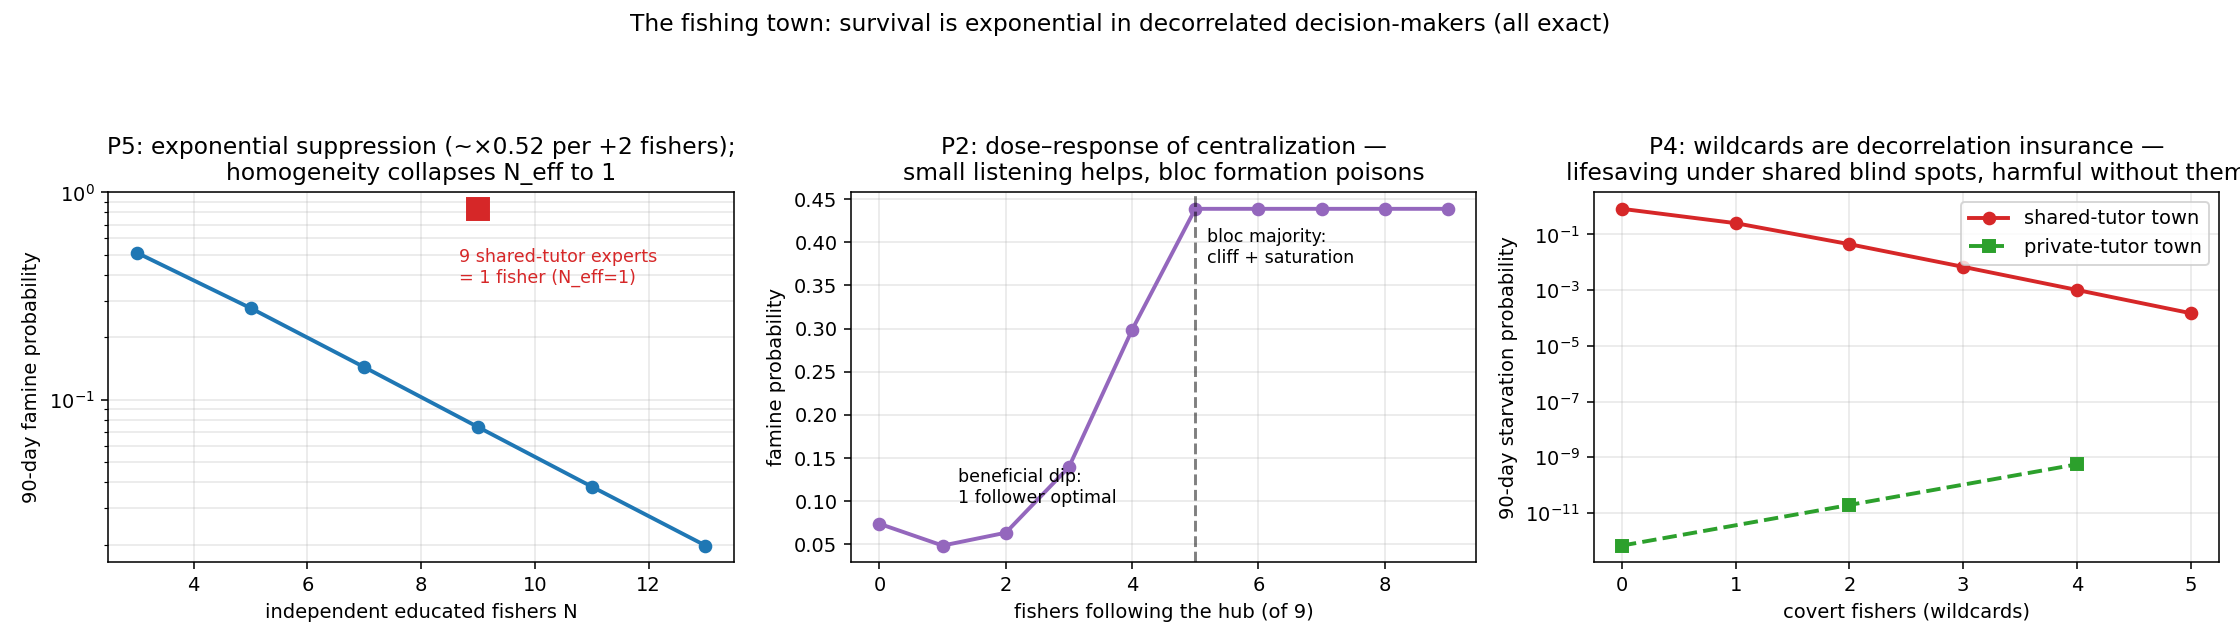 The fishing town: survival is exponential in decorrelated decision-makers (all exact)
P5: exponential suppression (~×0.52 per +2 fishers);
homogeneity collapses N_eff to 1
10⁰
10⁻¹
90-day famine probability
9 shared-tutor experts
= 1 fisher (N_eff=1)
4 6 8 10 12
independent educated fishers N
P2: dose–response of centralization —
small listening helps, bloc formation poisons
0.45
0.40
0.35
0.30
0.25
0.20
0.15
0.10
0.05
famine probability
bloc majority:
cliff + saturation
beneficial dip:
1 follower optimal
0 2 4 6 8
fishers following the hub (of 9)
P4: wildcards are decorrelation insurance —
lifesaving under shared blind spots, harmful without them
shared-tutor town
private-tutor town
10⁻¹
10⁻³
10⁻⁵
10⁻⁷
10⁻⁹
10⁻¹¹
90-day starvation probability
0 1 2 3 4 5
covert fishers (wildcards)